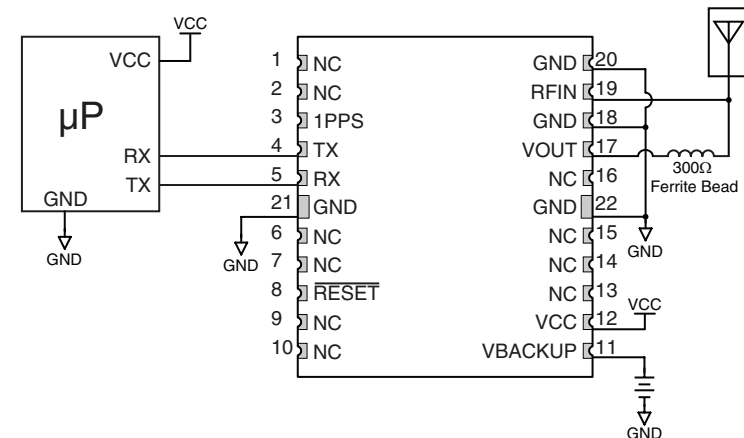 VCC
VCC
µP
RX
TX
GND
GND
1 NC
2 NC
3 1PPS
4 TX
5 RX
21 GND
GND
6 NC
7 NC
8 RESET
9 NC
10 NC
GND 20
RFIN 19
GND 18
VOUT 17
NC 16
GND 22
NC 15
NC 14
NC 13
VCC 12
VBACKUP 11
300Ω
Ferrite Bead
GND
VCC
GND